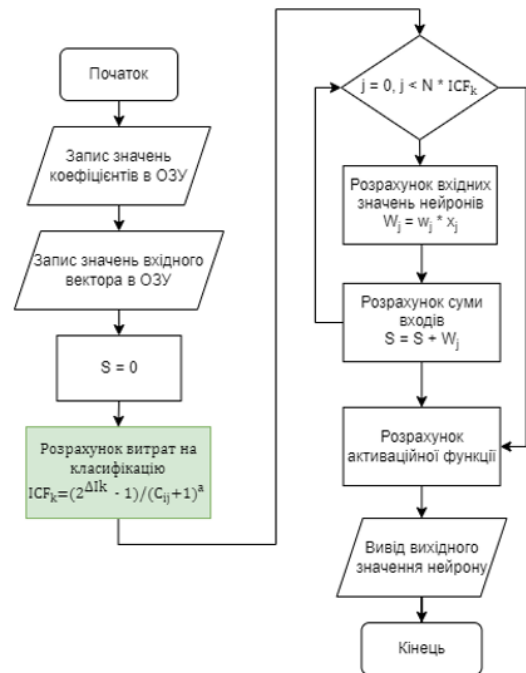 Початок
Запис значень
коефіцієнтів в ОЗУ
Запис значень вхідного
вектора в ОЗУ
S = 0
Розрахунок витрат на
класифікацію
ICFₖ=(2^ΔIk - 1)/(Cᵢⱼ+1)ᵃ
j = 0, j < N * ICFₖ
Розрахунок вхідних
значень нейронів
Wⱼ = wⱼ * xⱼ
Розрахунок суми
входів
S = S + Wⱼ
Розрахунок
активаційної функції
Вивід вихідного
значення нейрону
Кінець